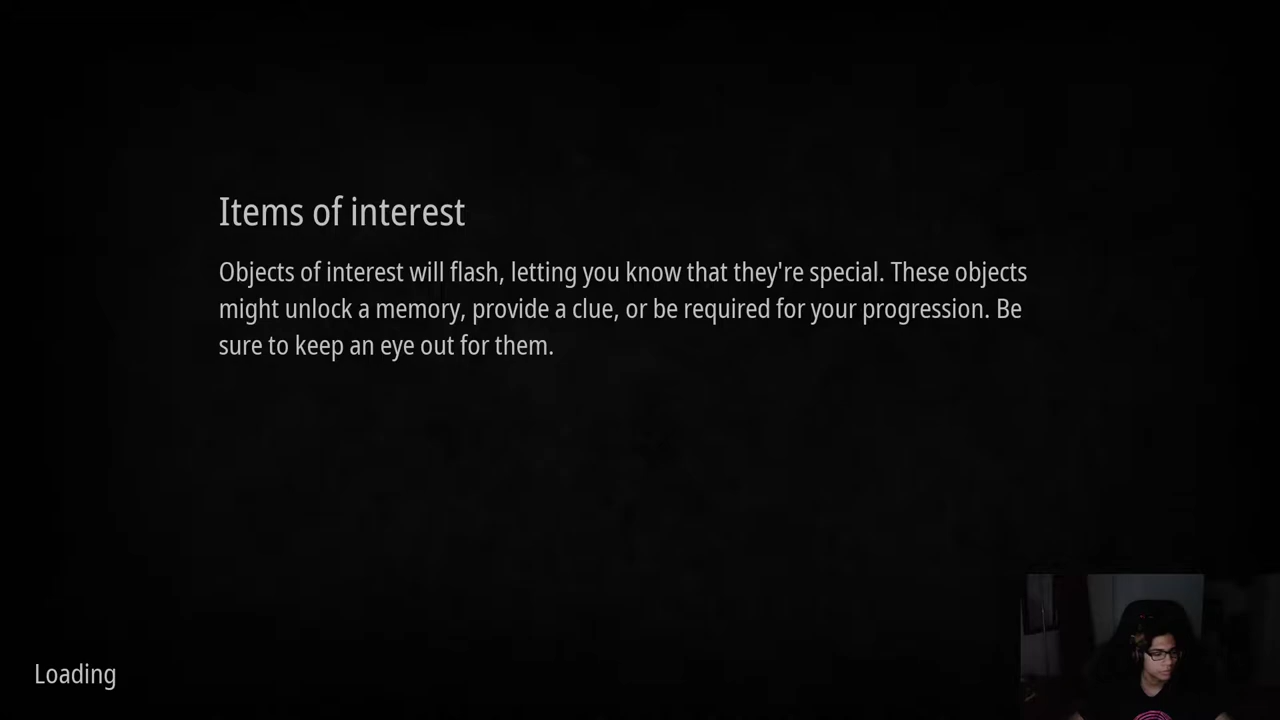 Items of interest
Objects of interest will flash, letting you know that they're special. These objects
might unlock a memory, provide a clue, or be required for your progression. Be
sure to keep an eye out for them.
Loading